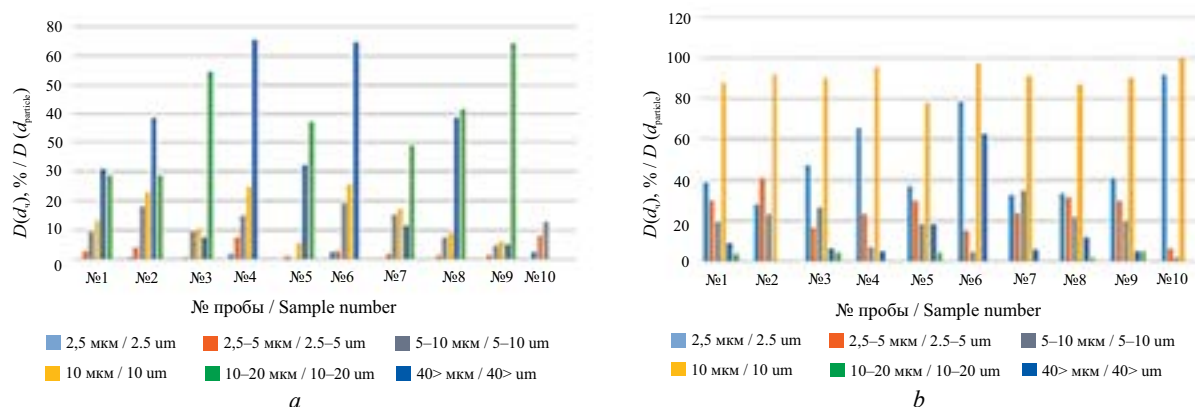 D(dч), % / D (dparticle)
80
60
50
40
50
30
20
10
0
№1 №2 №3 №4 №5 №6 №7 №8 №9 №10
№ пробы / Sample number
2,5 мкм / 2.5 um
2,5–5 мкм / 2.5–5 um
5–10 мкм / 5–10 um
10 мкм / 10 um
10–20 мкм / 10–20 um
40> мкм / 40> um
a
D(dч), % / D (dparticle)
120
100
80
60
40
20
0
№1 №2 №3 №4 №5 №6 №7 №8 №9 №10
№ пробы / Sample number
2,5 мкм / 2.5 um
2,5–5 мкм / 2.5–5 um
5–10 мкм / 5–10 um
10 мкм / 10 um
10–20 мкм / 10–20 um
40> мкм / 40> um
b